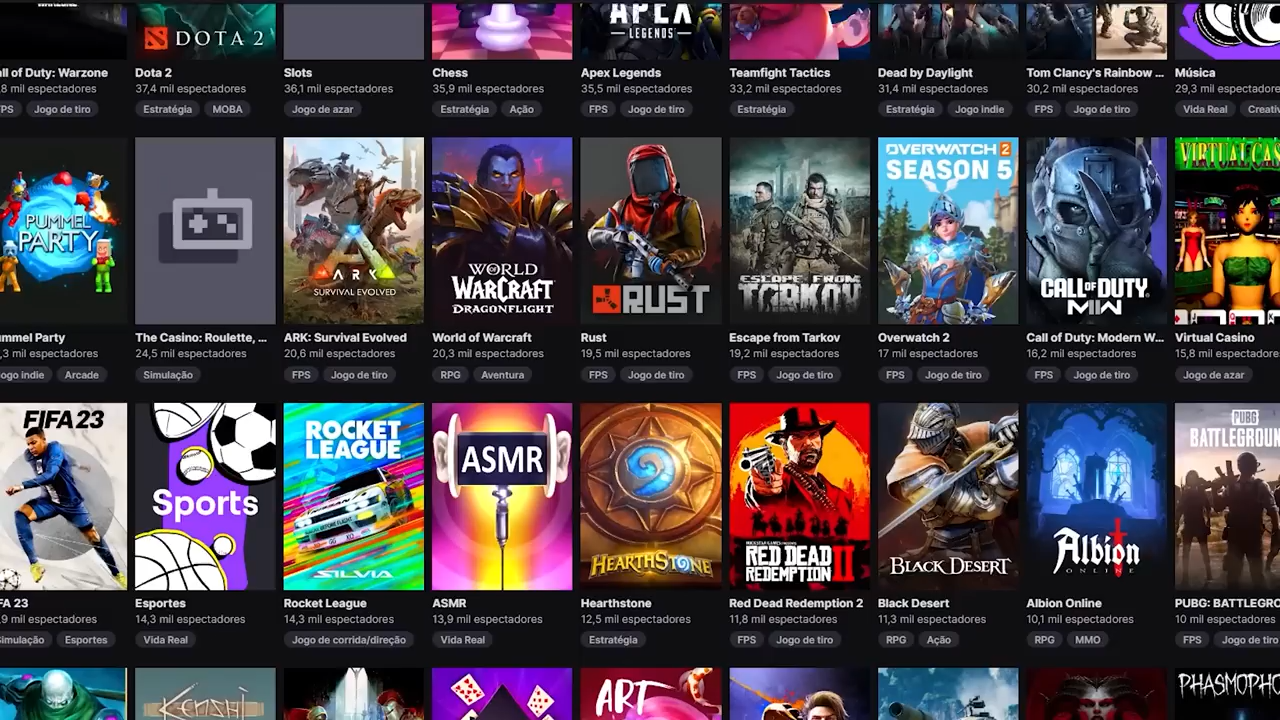 DOTA 2
APEX
LEGENDS
ll of Duty: Warzone
Dota 2
Slots
Chess
Apex Legends
Teamfight Tactics
Dead by Daylight
Tom Clancy's Rainbow ...
Música
,8 mil espectadores
37,4 mil espectadores
36,1 mil espectadores
35,9 mil espectadores
35,5 mil espectadores
33,2 mil espectadores
31,4 mil espectadores
30,2 mil espectadores
29,3 mil espectadores
PS
Jogo de tiro
Estratégia
MOBA
Jogo de azar
Estratégia
Ação
FPS
Jogo de tiro
Estratégia
Estratégia
Jogo indie
FPS
Jogo de tiro
Vida Real
Creativ
PUMMEL
PARTY
ARK
SURVIVAL EVOLVED
WORLD
OF
WARCRAFT
DRAGONFLIGHT
RUST
ESCAPE FROM
TARKOV
OVERWATCH 2
SEASON 5
CALL OF DUTY
MW
VIRTUAL CAS
ummel Party
The Casino: Roulette, ...
ARK: Survival Evolved
World of Warcraft
Rust
Escape from Tarkov
Overwatch 2
Call of Duty: Modern W...
Virtual Casino
,3 mil espectadores
24,5 mil espectadores
20,6 mil espectadores
20,3 mil espectadores
19,5 mil espectadores
19,2 mil espectadores
17 mil espectadores
16,2 mil espectadores
15,8 mil espectadores
ogo indie
Arcade
Simulação
FPS
Jogo de tiro
RPG
Aventura
FPS
Jogo de tiro
FPS
Jogo de tiro
FPS
Jogo de tiro
FPS
Jogo de tiro
Jogo de azar
FIFA 23
Sports
ROCKET
LEAGUE
SILVIA
ASMR
HEARTHSTONE
RED DEAD
REDEMPTION II
BLACK DESERT
Albion
ONLINE
PUBG
BATTLEGROUN
FA 23
Esportes
Rocket League
ASMR
Hearthstone
Red Dead Redemption 2
Black Desert
Albion Online
PUBG: BATTLEGRO
,9 mil espectadores
14,3 mil espectadores
14,3 mil espectadores
13,9 mil espectadores
12,5 mil espectadores
11,8 mil espectadores
11,3 mil espectadores
10,1 mil espectadores
10 mil espectadores
Simulação
Esportes
Vida Real
Jogo de corrida/direção
Vida Real
Estratégia
FPS
Jogo de tiro
RPG
Ação
RPG
MMO
FPS
Jogo de tiro
KENSHI
ART
PHASMOPHO